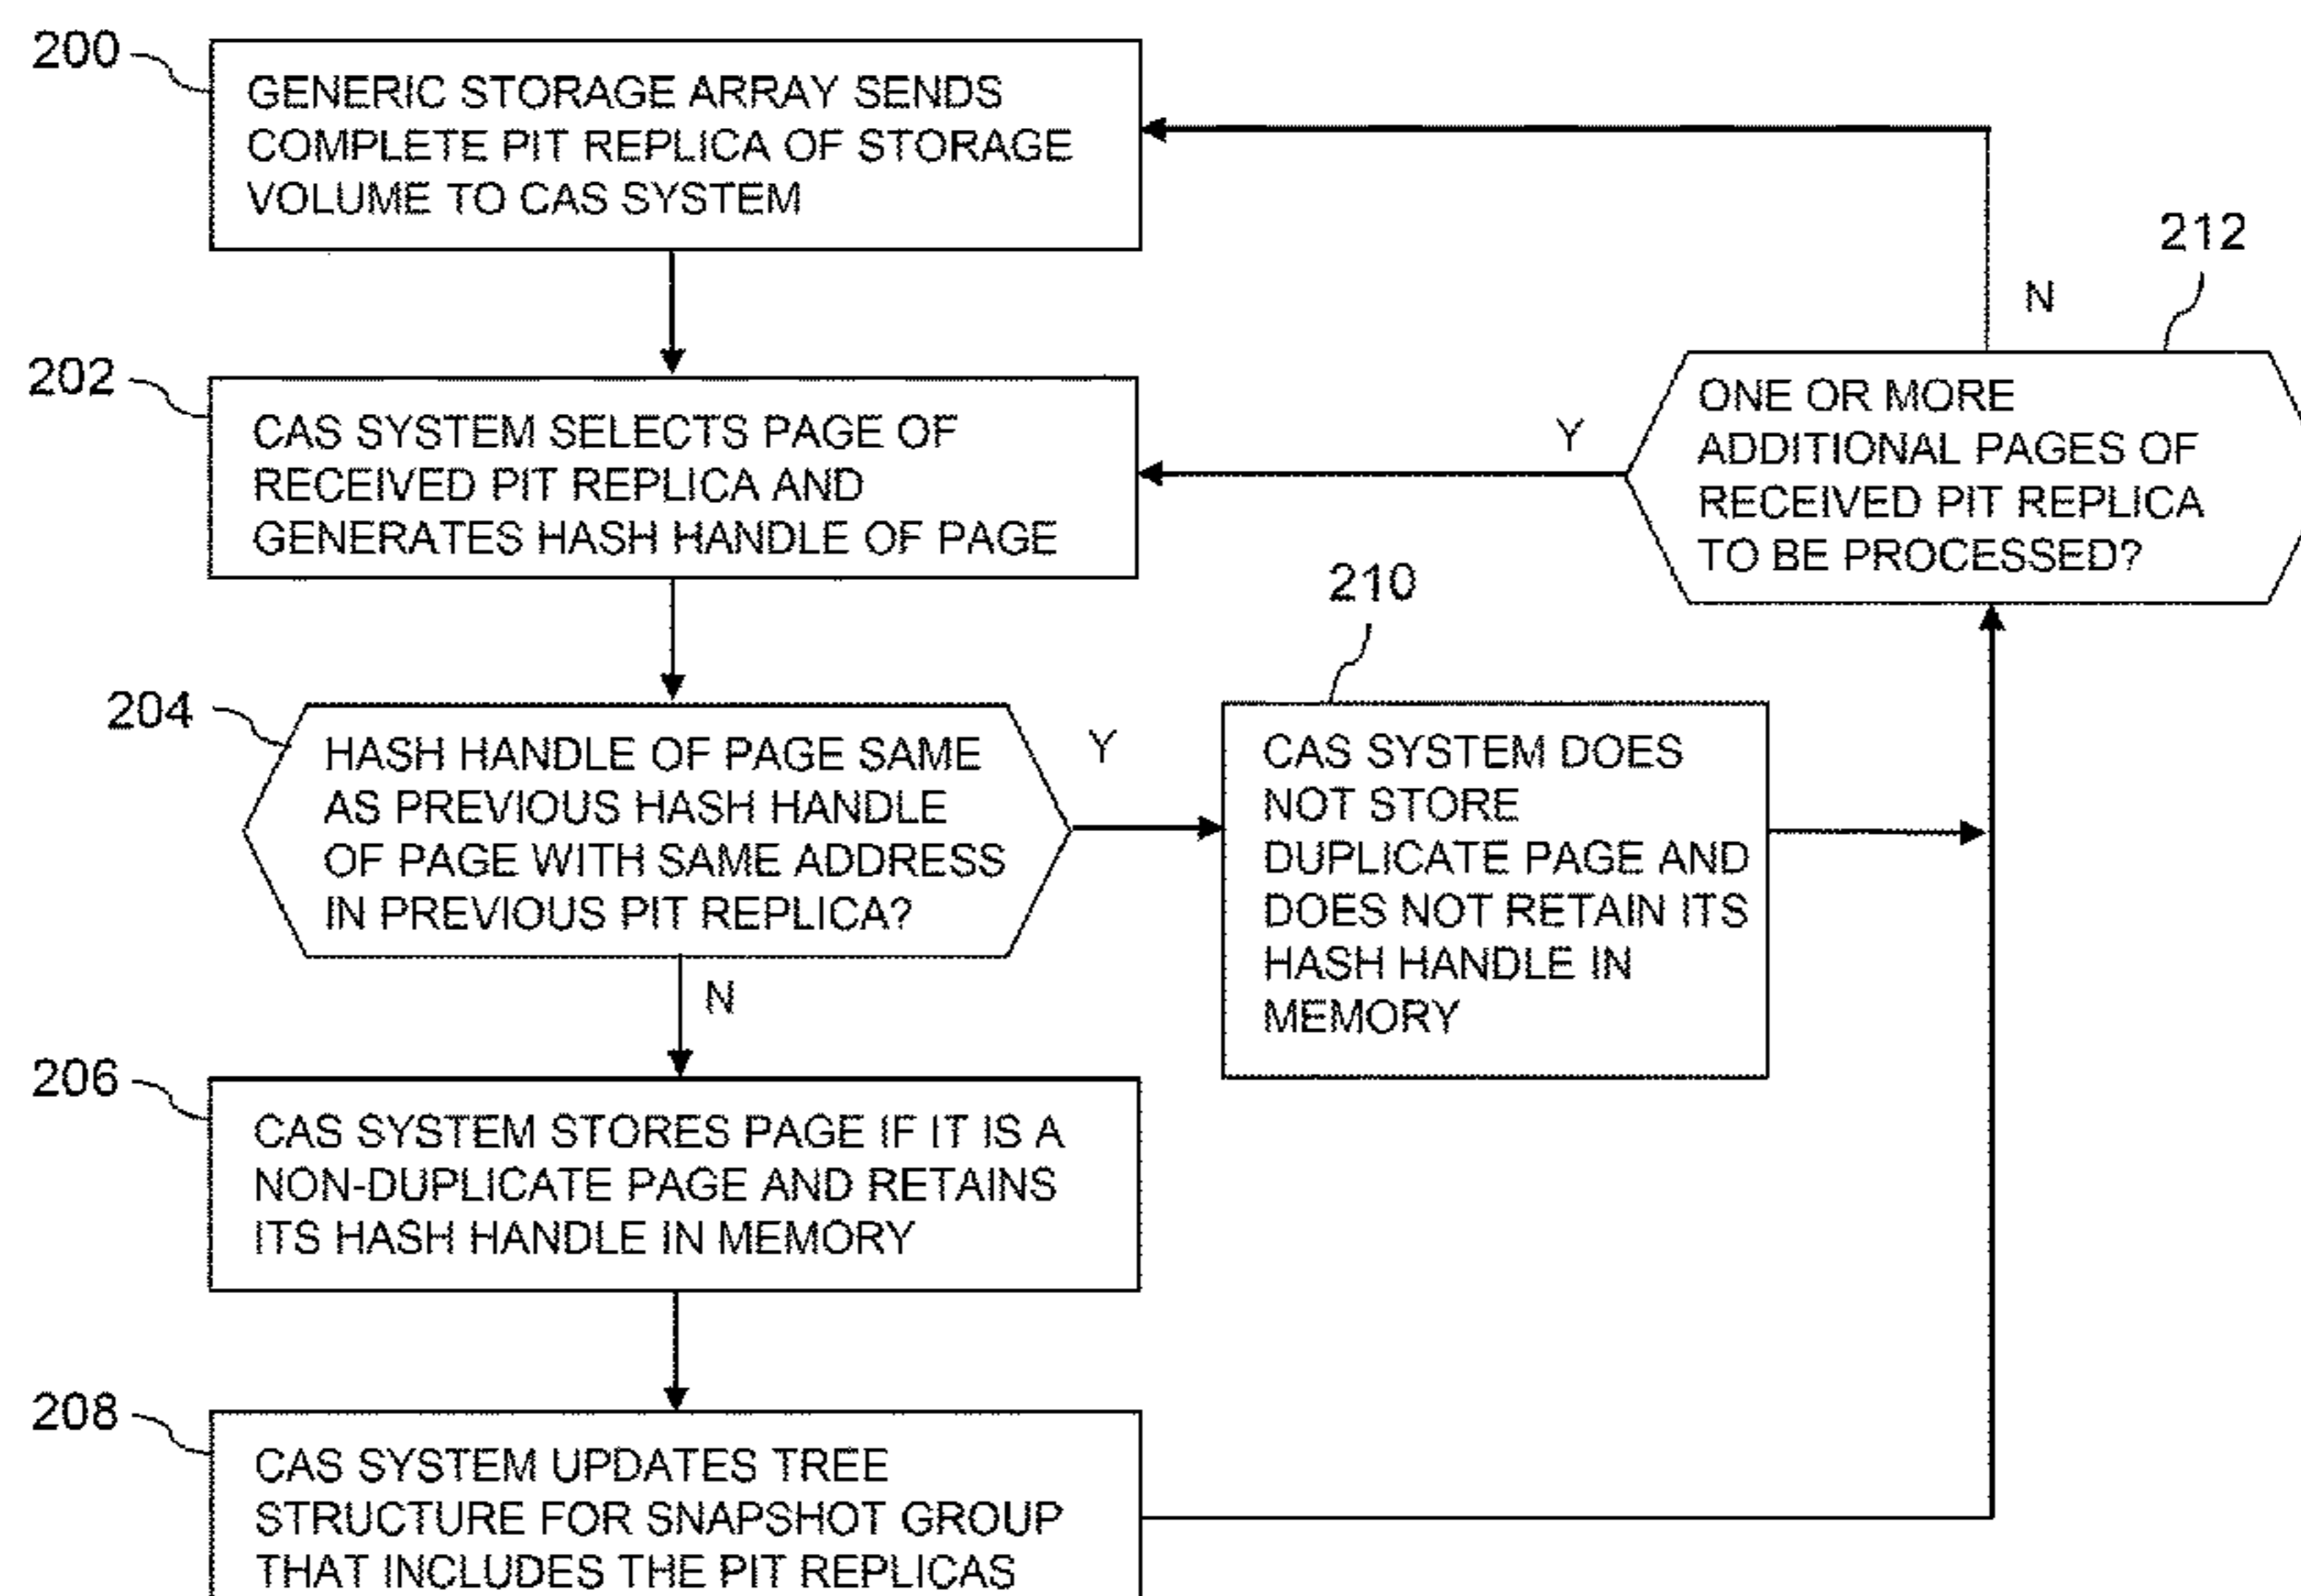 200
GENERIC STORAGE ARRAY SENDS
COMPLETE PIT REPLICA OF STORAGE
VOLUME TO CAS SYSTEM
212
N
202
CAS SYSTEM SELECTS PAGE OF
RECEIVED PIT REPLICA AND
GENERATES HASH HANDLE OF PAGE
Y
ONE OR MORE
ADDITIONAL PAGES OF
RECEIVED PIT REPLICA
TO BE PROCESSED?
204
HASH HANDLE OF PAGE SAME
AS PREVIOUS HASH HANDLE
OF PAGE WITH SAME ADDRESS
IN PREVIOUS PIT REPLICA?
Y
N
210
CAS SYSTEM DOES
NOT STORE
DUPLICATE PAGE AND
DOES NOT RETAIN ITS
HASH HANDLE IN
MEMORY
206
CAS SYSTEM STORES PAGE IF IT IS A
NON-DUPLICATE PAGE AND RETAINS
ITS HASH HANDLE IN MEMORY
208
CAS SYSTEM UPDATES TREE
STRUCTURE FOR SNAPSHOT GROUP
THAT INCLUDES THE PIT REPLICAS